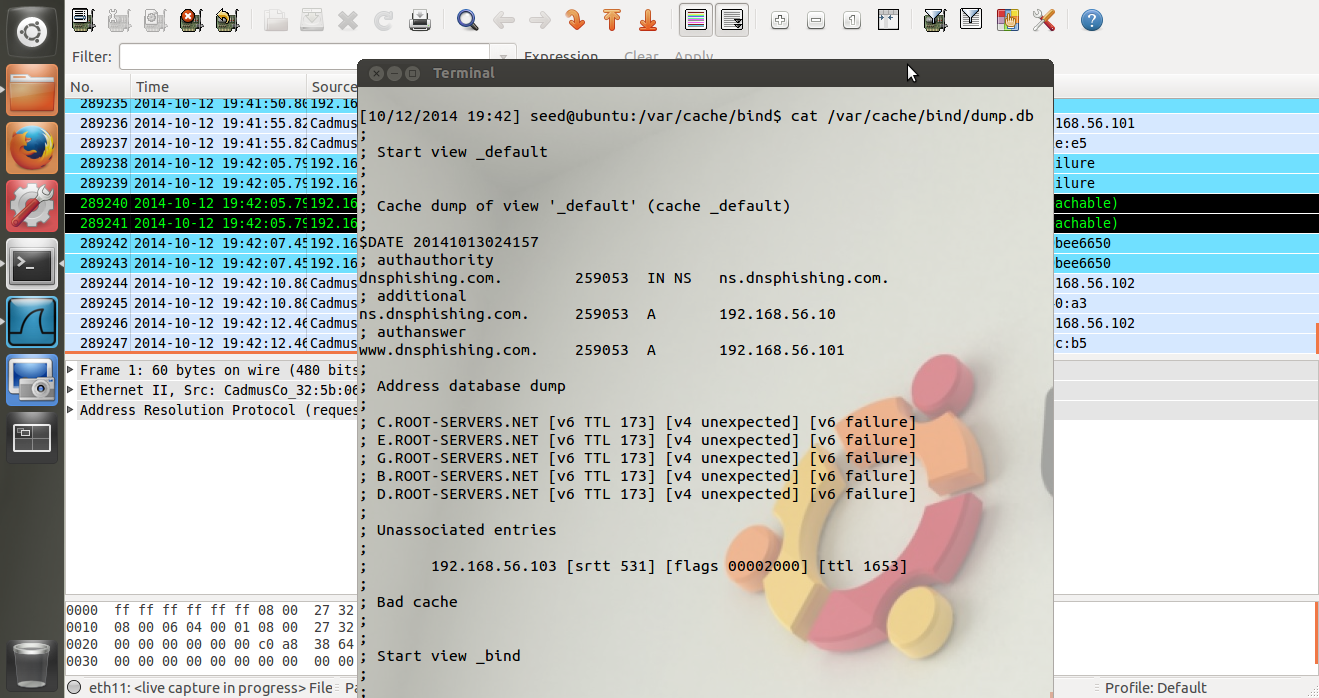 Filter:
Expression... Clear Apply
No. Time Source
Terminal
289235 2014-10-12 19:41:50.80 192.16
289236 2014-10-12 19:41:55.82 Cadmus 168.56.101
289237 2014-10-12 19:41:55.82 Cadmus e:e5
289238 2014-10-12 19:42:05.79 192.16 ilure
289239 2014-10-12 19:42:05.79 192.16 ilure
289240 2014-10-12 19:42:05.79 192.16 achable)
289241 2014-10-12 19:42:05.79 192.16 achable)
289242 2014-10-12 19:42:07.45 192.16 bee6650
289243 2014-10-12 19:42:07.45 192.16 bee6650
289244 2014-10-12 19:42:10.80 Cadmus 168.56.102
289245 2014-10-12 19:42:10.80 Cadmus 0:a3
289246 2014-10-12 19:42:12.46 Cadmus 168.56.102
289247 2014-10-12 19:42:12.46 Cadmus c:b5
Frame 1: 60 bytes on wire (480 bits
Ethernet II, Src: CadmusCo_32:5b:06
Address Resolution Protocol (reques
0000 ff ff ff ff ff ff 08 00 27 32
0010 08 00 06 04 00 01 08 00 27 32
0020 00 00 00 00 00 00 c0 a8 38 64
0030 00 00 00 00 00 00 00 00 00 00
[10/12/2014 19:42] seed@ubuntu:/var/cache/bind$ cat /var/cache/bind/dump.db
;
; Start view _default
;
;
; Cache dump of view '_default' (cache _default)
;
$DATE 20141013024157
; authauthority
dnsphishing.com. 259053 IN NS ns.dnsphishing.com.
; additional
ns.dnsphishing.com. 259053 A 192.168.56.10
; authanswer
www.dnsphishing.com. 259053 A 192.168.56.101
;
; Address database dump
;
; C.ROOT-SERVERS.NET [v6 TTL 173] [v4 unexpected] [v6 failure]
; E.ROOT-SERVERS.NET [v6 TTL 173] [v4 unexpected] [v6 failure]
; G.ROOT-SERVERS.NET [v6 TTL 173] [v4 unexpected] [v6 failure]
; B.ROOT-SERVERS.NET [v6 TTL 173] [v4 unexpected] [v6 failure]
; D.ROOT-SERVERS.NET [v6 TTL 173] [v4 unexpected] [v6 failure]
;
; Unassociated entries
;
; 192.168.56.103 [srtt 531] [flags 00002000] [ttl 1653]
;
; Bad cache
;
;
; Start view _bind
;
;
eth11: <live capture in progress> File Pa Profile: Default